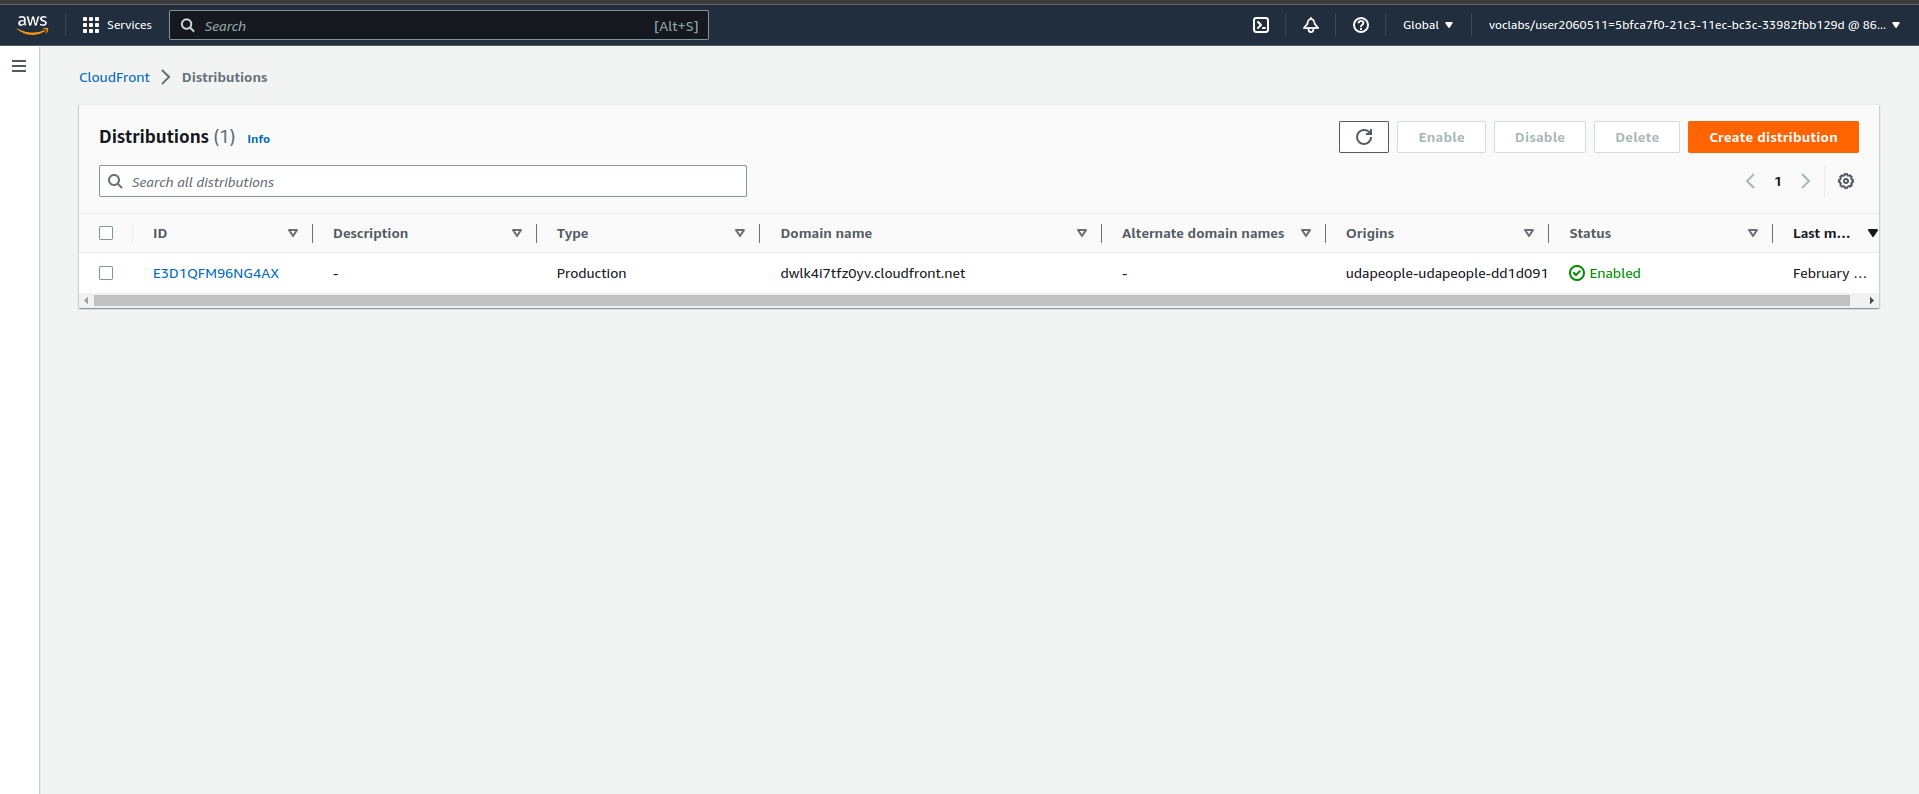 aws Services Search [Alt+S] Global voclabs/user2060511=5bfca7f0-21c3-11ec-bc3c-33982fbb129d @ 86...
CloudFront Distributions
Distributions (1) Info Enable Disable Delete Create distribution
Search all distributions 1
ID Description Type Domain name Alternate domain names Origins Status Last m...
E3D1QFM96NG4AX - Production dwlk4i7tfz0yv.cloudfront.net - udapeople-udapeople-dd1d091 Enabled February ...